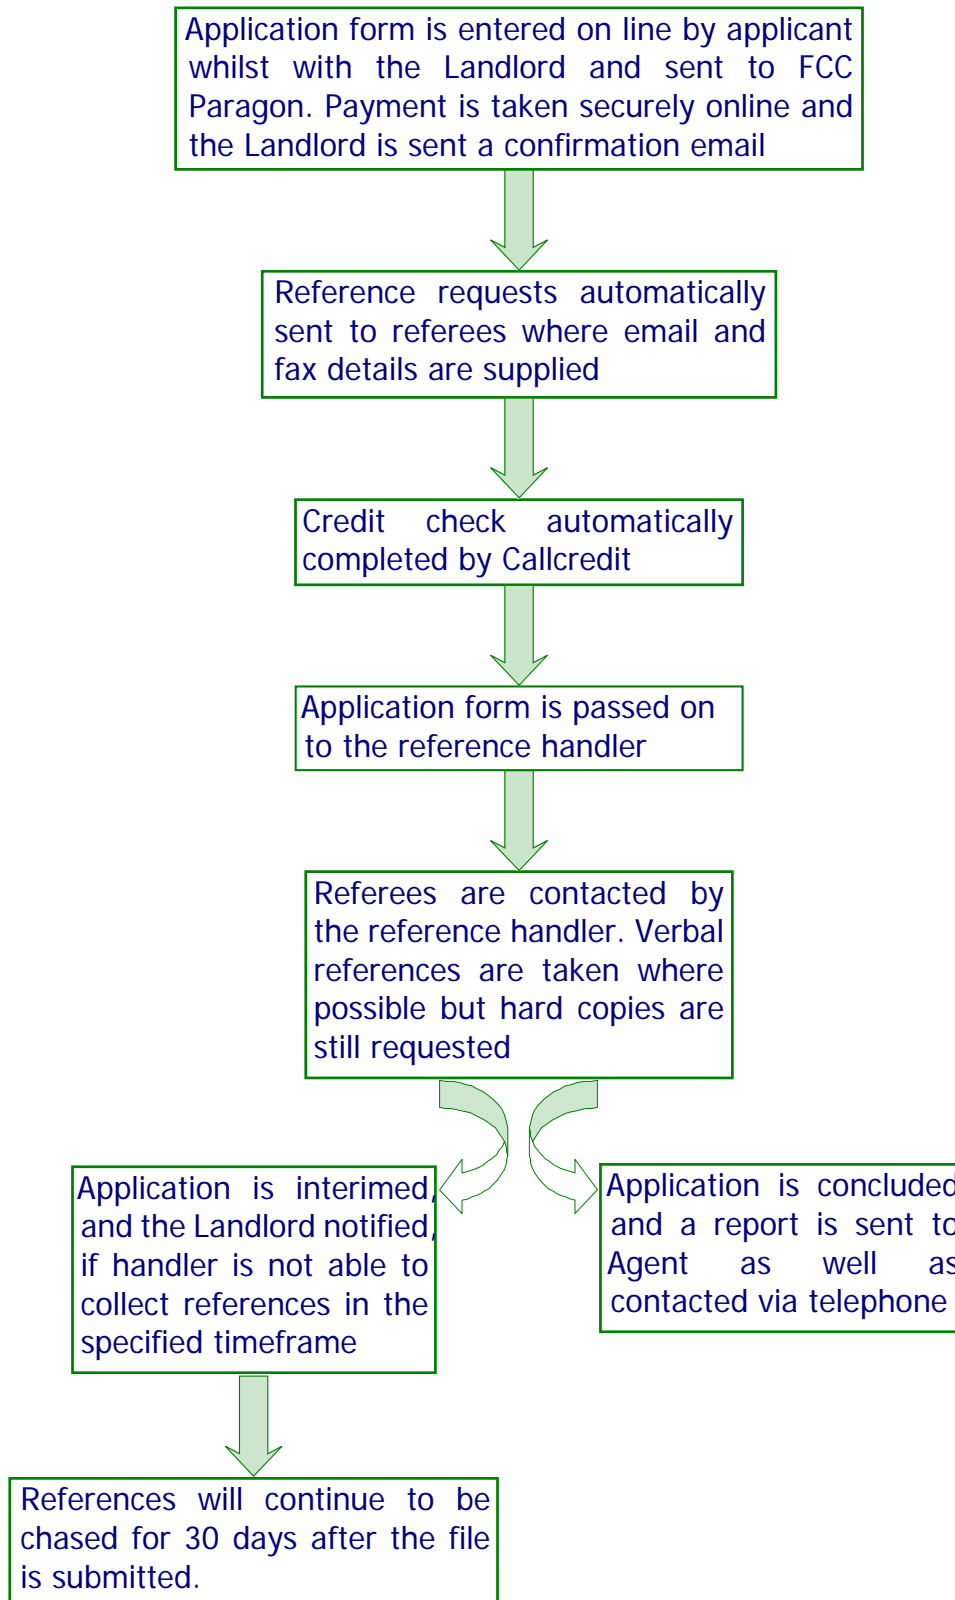 Application form is entered on line by applicant
whilst with the Landlord and sent to FCC
Paragon. Payment is taken securely online and
the Landlord is sent a confirmation email
Reference requests automatically
sent to referees where email and
fax details are supplied
Credit check automatically
completed by Callcredit
Application form is passed on
to the reference handler
Referees are contacted by
the reference handler. Verbal
references are taken where
possible but hard copies are
still requested
Application is interimed,
and the Landlord notified,
if handler is not able to
collect references in the
specified timeframe
Application is concluded
and a report is sent to
Agent as well as
contacted via telephone
References will continue to be
chased for 30 days after the file
is submitted.